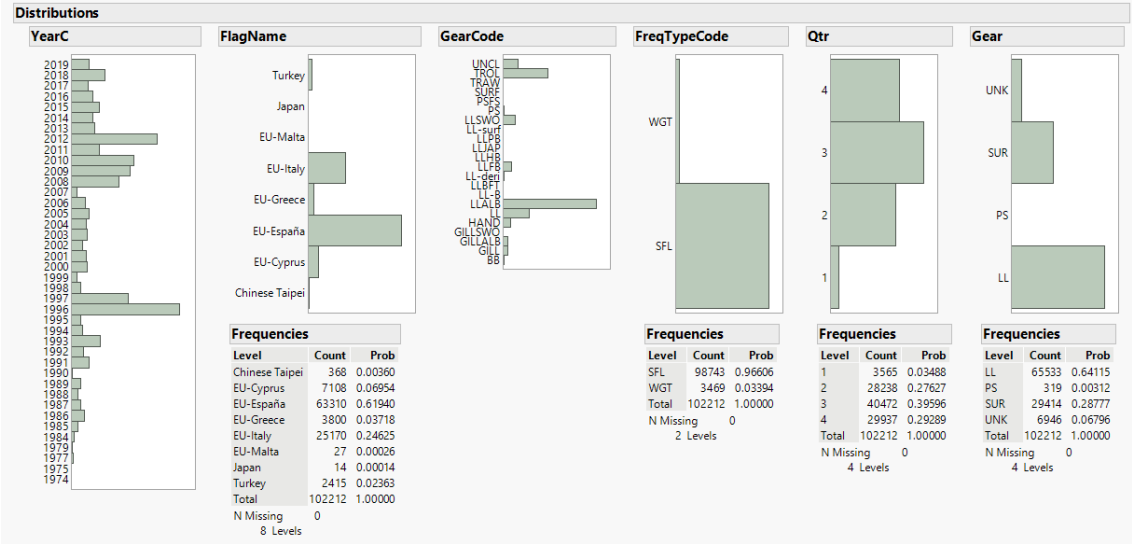 Distributions
YearC
2019
2018
2017
2016
2015
2014
2013
2012
2011
2010
2009
2008
2007
2006
2005
2004
2003
2002
2001
2000
1999
1998
1997
1996
1995
1994
1993
1992
1991
1990
1989
1988
1987
1986
1985
1984
1979
1977
1975
1974
FlagName
Turkey
Japan
EU-Malta
EU-Italy
EU-Greece
EU-España
EU-Cyprus
Chinese Taipei
Frequencies
Level Count Prob
Chinese Taipei 368 0.00360
EU-Cyprus 7108 0.06954
EU-España 63310 0.61940
EU-Greece 3800 0.03718
EU-Italy 25170 0.24625
EU-Malta 27 0.00026
Japan 14 0.00014
Turkey 2415 0.02363
Total 102212 1.00000
N Missing 0
8 Levels
GearCode
UNCL
TROL
TRAW
SURF
PSFS
PS
LLSWO
LL-surf
LLPB
LLJAP
LLHB
LLFB
LL-deri
LLBFT
LL-B
LLALB
LL
HAND
GILLSWO
GILLALB
GILL
BB
FreqTypeCode
WGT
SFL
Frequencies
Level Count Prob
SFL 98743 0.96606
WGT 3469 0.03394
Total 102212 1.00000
N Missing 0
2 Levels
Qtr
4
3
2
1
Frequencies
Level Count Prob
1 3565 0.03488
2 28238 0.27627
3 40472 0.39596
4 29937 0.29289
Total 102212 1.00000
N Missing 0
4 Levels
Gear
UNK
SUR
PS
LL
Frequencies
Level Count Prob
LL 65533 0.64115
PS 319 0.00312
SUR 29414 0.28777
UNK 6946 0.06796
Total 102212 1.00000
N Missing 0
4 Levels